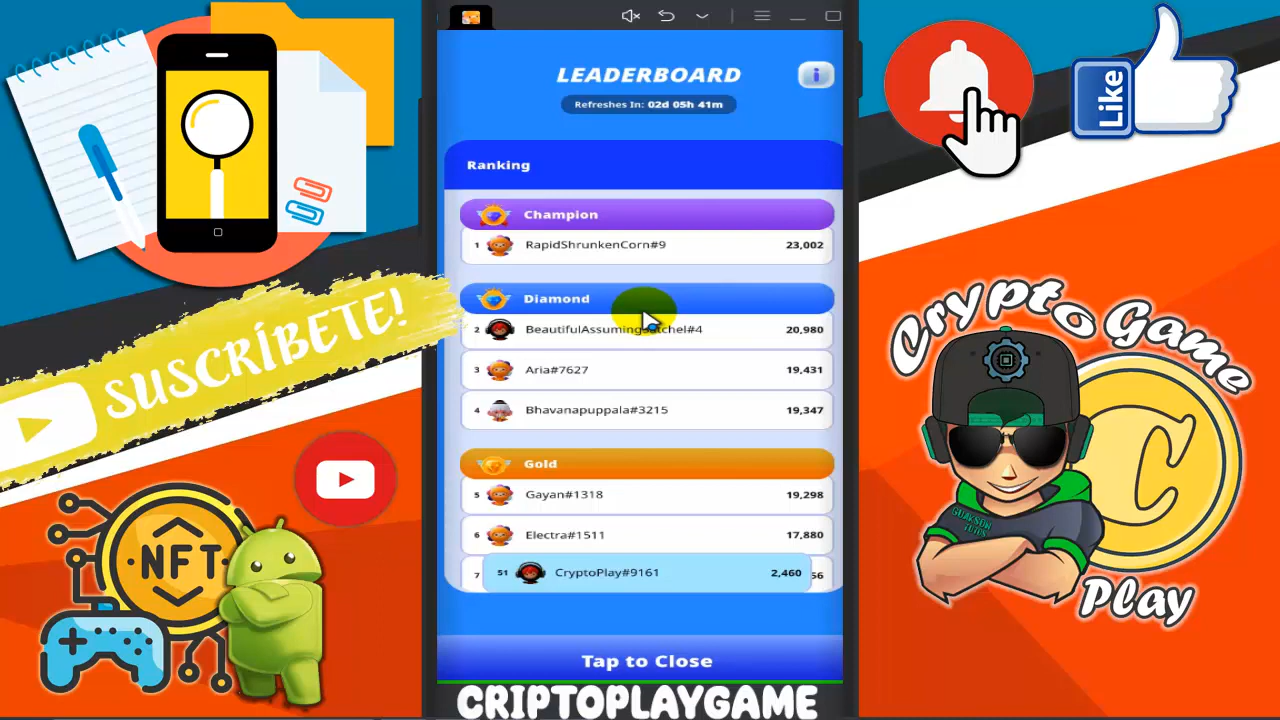 LEADERBOARD
Refreshes In: 02d 05h 41m
Ranking
Champion
1 RapidShrunkenCorn#9 23,002
Diamond
2 20,980
3 Aria#7627 19,431
4 Bhavanapuppala#3215 19,347
Gold
5 Gayan#1318 19,298
6 Electra#1511 17,880
7 56
51 CryptoPlay#9161 2,460
Tap to Close
CRIPTOPLAYGAME
SUSCRÍBETE!
NFT
Like
Crypto Game
C
Play